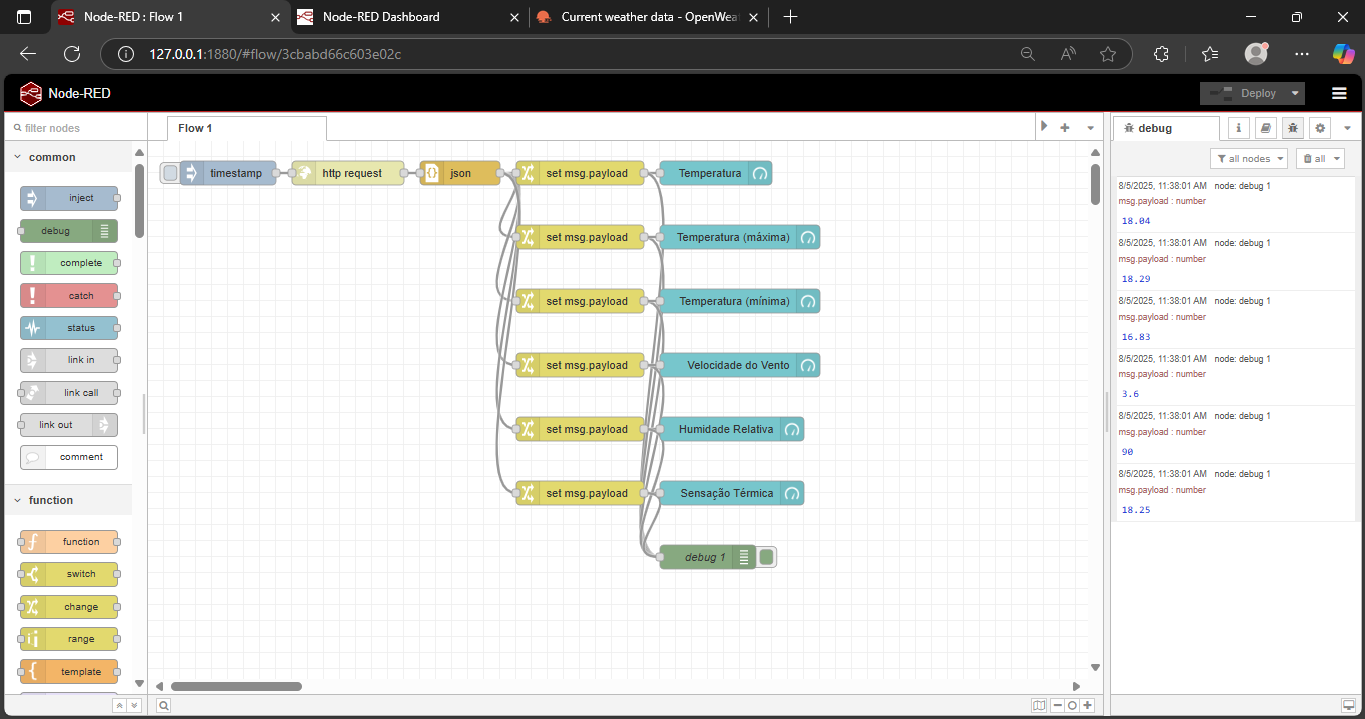 Node-RED : Flow 1
Node-RED Dashboard
Current weather data - OpenWeat
127.0.0.1:1880/#flow/3cbabd66c603e02c
Node-RED
Deploy
filter nodes
Flow 1
debug
common
all nodes
all
inject
debug
complete
catch
status
link in
link call
link out
comment
function
function
switch
change
range
template
timestamp
http request
json
set msg.payload
Temperatura
set msg.payload
Temperatura (máxima)
set msg.payload
Temperatura (mínima)
set msg.payload
Velocidade do Vento
set msg.payload
Humidade Relativa
set msg.payload
Sensação Térmica
debug 1
8/5/2025, 11:38:01 AM node: debug 1
msg.payload : number
18.04
8/5/2025, 11:38:01 AM node: debug 1
msg.payload : number
18.29
8/5/2025, 11:38:01 AM node: debug 1
msg.payload : number
16.83
8/5/2025, 11:38:01 AM node: debug 1
msg.payload : number
3.6
8/5/2025, 11:38:01 AM node: debug 1
msg.payload : number
90
8/5/2025, 11:38:01 AM node: debug 1
msg.payload : number
18.25